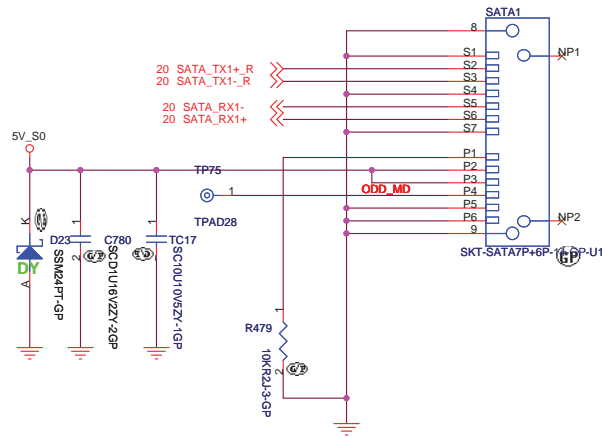 SATA1
8
NP1
S1
20 SATA_TX1+_R
S2
20 SATA_TX1-_R
S3
S4
20 SATA_RX1-
S5
20 SATA_RX1+
S6
S7
5V_S0
P1
TP75
P2
P3
ODD_MD
1
P4
TPAD28
P5
P6
NP2
9
SKT-SATA7P+6P-1
GP
P-U1
K
D23
DY
A
SSM24PT-GP
1
C780
2
G/P
SCD1U16V2ZY-2GP
1
TC17
2
SC10U10V5ZY-1GP
1
R479
2
G/P
10KR2J-3-GP